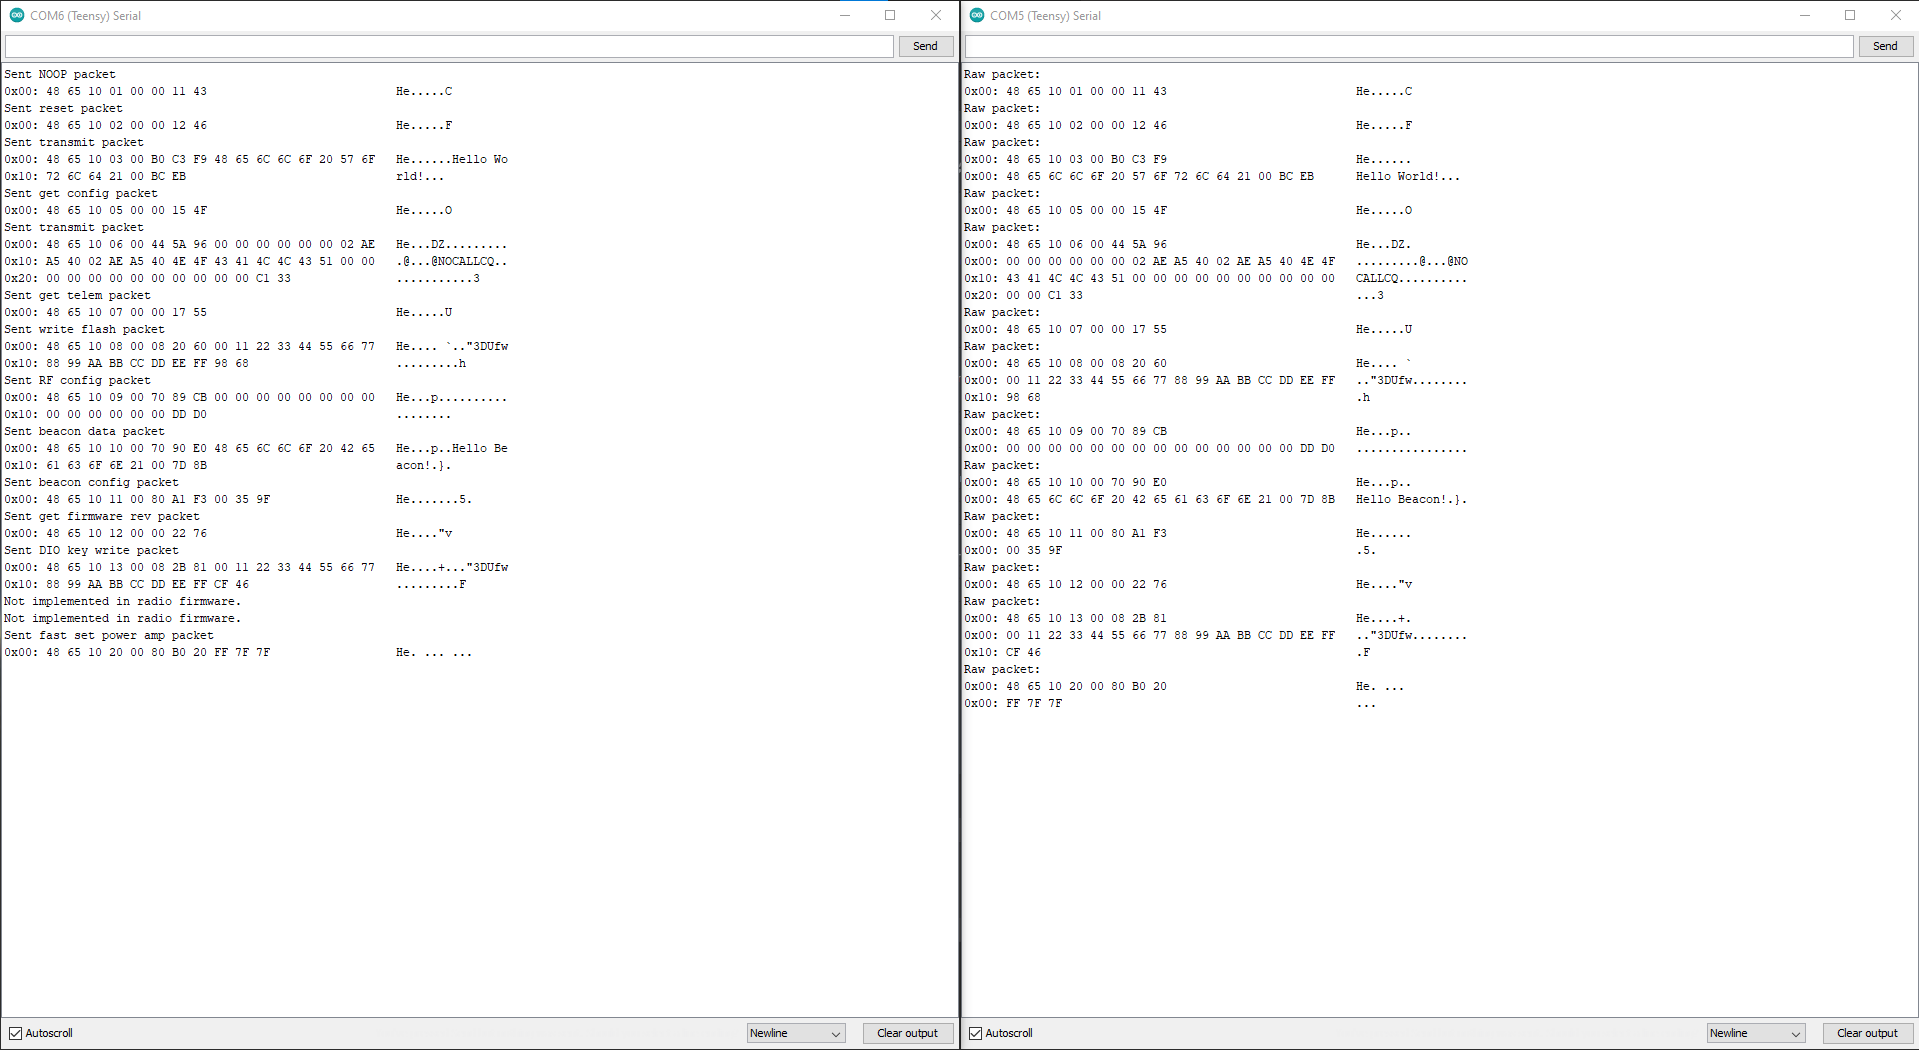 COM6 (Teensy) Serial
Send
Sent NOOP packet
0x00: 48 65 10 01 00 00 11 43 He.....C
Sent reset packet
0x00: 48 65 10 02 00 00 12 46 He.....F
Sent transmit packet
0x00: 48 65 10 03 00 B0 C3 F9 48 65 6C 6C 6F 20 57 6F He......Hello Wo
0x10: 72 6C 64 21 00 BC EB rld!...
Sent get config packet
0x00: 48 65 10 05 00 00 15 4F He.....O
Sent transmit packet
0x00: 48 65 10 06 00 44 5A 96 00 00 00 00 00 00 02 AE He...DZ.........
0x10: A5 40 02 AE A5 40 4E 4F 43 41 4C 4C 43 51 00 00 .@...@NOCALLCQ..
0x20: 00 00 00 00 00 00 00 00 00 00 C1 33 ...........3
Sent get telem packet
0x00: 48 65 10 07 00 00 17 55 He.....U
Sent write flash packet
0x00: 48 65 10 08 00 08 20 60 00 11 22 33 44 55 66 77 He.... `.."3DUfw
0x10: 88 99 AA BB CC DD EE FF 98 68 .........h
Sent RF config packet
0x00: 48 65 10 09 00 70 89 CB 00 00 00 00 00 00 00 00 He...p..........
0x10: 00 00 00 00 00 00 DD D0 ........
Sent beacon data packet
0x00: 48 65 10 10 00 70 90 E0 48 65 6C 6C 6F 20 42 65 He...p..Hello Be
0x10: 61 63 6F 6E 21 00 7D 8B acon!.}.
Sent beacon config packet
0x00: 48 65 10 11 00 80 A1 F3 00 35 9F He.......5.
Sent get firmware rev packet
0x00: 48 65 10 12 00 00 22 76 He...."v
Sent DIO key write packet
0x00: 48 65 10 13 00 08 2B 81 00 11 22 33 44 55 66 77 He....+..."3DUfw
0x10: 88 99 AA BB CC DD EE FF CF 46 .........F
Not implemented in radio firmware.
Not implemented in radio firmware.
Sent fast set power amp packet
0x00: 48 65 10 20 00 80 B0 20 FF 7F 7F He. ... ...
Autoscroll
Newline
Clear output
COM5 (Teensy) Serial
Send
Raw packet:
0x00: 48 65 10 01 00 00 11 43 He.....C
Raw packet:
0x00: 48 65 10 02 00 00 12 46 He.....F
Raw packet:
0x00: 48 65 10 03 00 B0 C3 F9 He......
0x00: 48 65 6C 6C 6F 20 57 6F 72 6C 64 21 00 BC EB Hello World!...
Raw packet:
0x00: 48 65 10 05 00 00 15 4F He.....O
Raw packet:
0x00: 48 65 10 06 00 44 5A 96 He...DZ.
0x00: 00 00 00 00 00 00 02 AE A5 40 02 AE A5 40 4E 4F .........@...@NO
0x10: 43 41 4C 4C 43 51 00 00 00 00 00 00 00 00 00 00 CALLCQ..........
0x20: 00 00 C1 33 ...3
Raw packet:
0x00: 48 65 10 07 00 00 17 55 He.....U
Raw packet:
0x00: 48 65 10 08 00 08 20 60 He.... `
0x00: 00 11 22 33 44 55 66 77 88 99 AA BB CC DD EE FF .."3DUfw........
0x10: 98 68 .h
Raw packet:
0x00: 48 65 10 09 00 70 89 CB He...p..
0x00: 00 00 00 00 00 00 00 00 00 00 00 00 00 00 DD D0 ................
Raw packet:
0x00: 48 65 10 10 00 70 90 E0 He...p..
0x00: 48 65 6C 6C 6F 20 42 65 61 63 6F 6E 21 00 7D 8B Hello Beacon!.}.
Raw packet:
0x00: 48 65 10 11 00 80 A1 F3 He......
0x00: 00 35 9F .5.
Raw packet:
0x00: 48 65 10 12 00 00 22 76 He...."v
Raw packet:
0x00: 48 65 10 13 00 08 2B 81 He....+.
0x00: 00 11 22 33 44 55 66 77 88 99 AA BB CC DD EE FF .."3DUfw........
0x10: CF 46 .F
Raw packet:
0x00: 48 65 10 20 00 80 B0 20 He. ...
0x00: FF 7F 7F ...
Autoscroll
Newline
Clear output